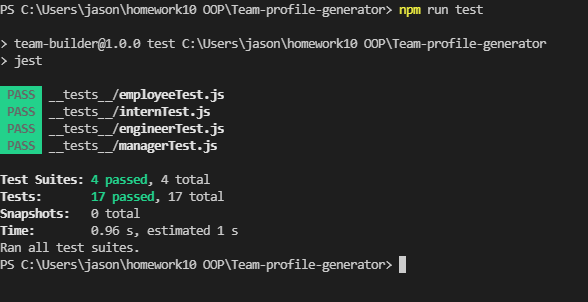 PS C:\Users\jason\homework10 OOP\Team-profile-generator> npm run test
> team-builder@1.0.0 test C:\Users\jason\homework10 OOP\Team-profile-generator
> jest
PASS __tests__/employeeTest.js
PASS __tests__/internTest.js
PASS __tests__/engineerTest.js
PASS __tests__/managerTest.js
Test Suites: 4 passed, 4 total
Tests: 17 passed, 17 total
Snapshots: 0 total
Time: 0.96 s, estimated 1 s
Ran all test suites.
PS C:\Users\jason\homework10 OOP\Team-profile-generator>